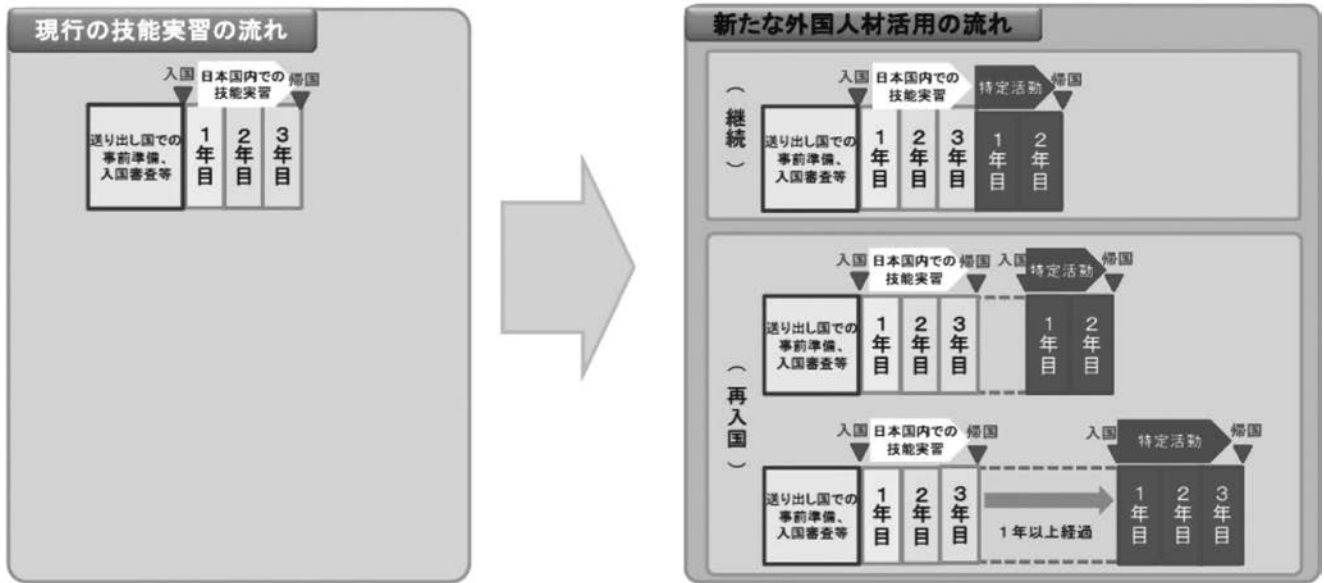 現行の技能実習の流れ
入国
日本国内での
技能実習
帰国
送り出し国での
事前準備、
入国審査等
1年目
2年目
3年目
新たな外国人材活用の流れ
（継続）
入国
日本国内での
技能実習
特定活動
帰国
送り出し国での
事前準備、
入国審査等
1年目
2年目
3年目
1年目
2年目
（再入国）
入国
日本国内での
技能実習
帰国
入国
特定活動
帰国
送り出し国での
事前準備、
入国審査等
1年目
2年目
3年目
1年目
2年目
入国
日本国内での
技能実習
帰国
入国
特定活動
帰国
送り出し国での
事前準備、
入国審査等
1年目
2年目
3年目
1年以上経過
1年目
2年目
3年目